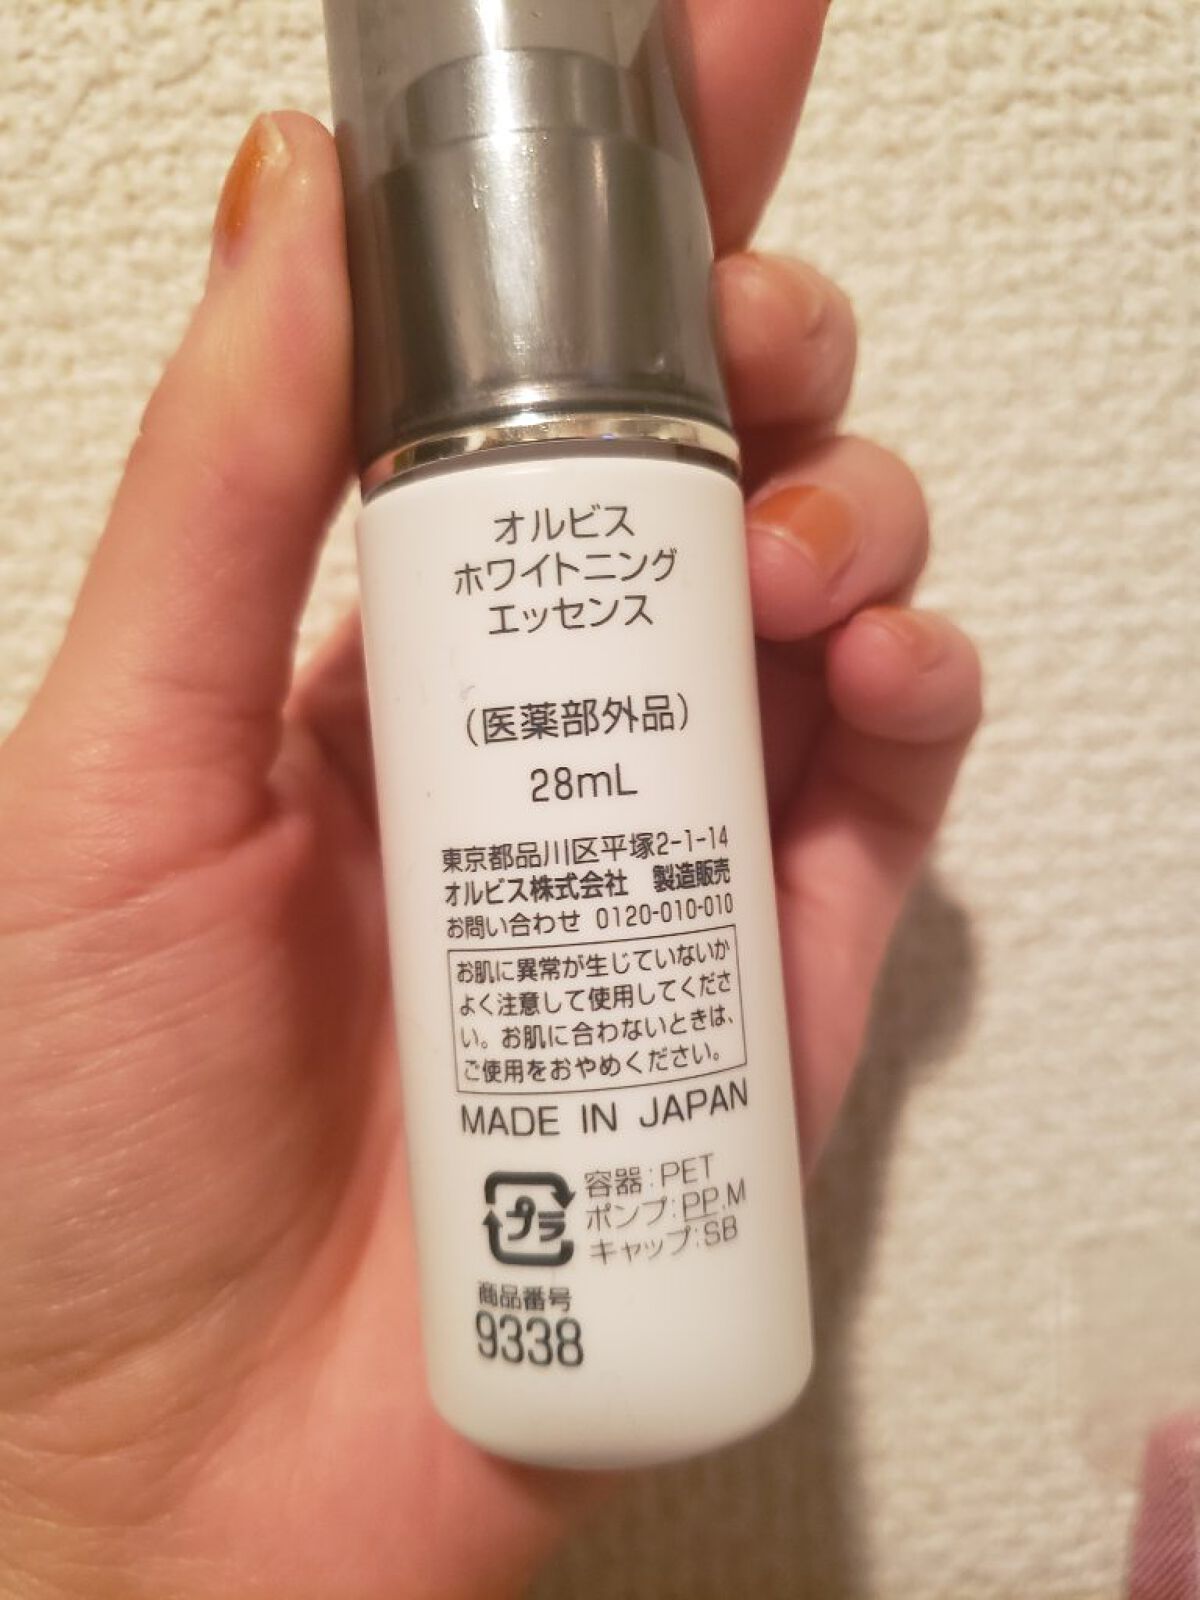 オルビス
ホワイトニング
エッセンス
(医薬部外品)
28mL
東京都品川区平塚2-1-14
オルビス株式会社　製造販売
お問い合わせ 0120-010-010
お肌に異常が生じていないか
よく注意して使用してくださ
い。お肌に合わないときは、
ご使用をおやめください。
MADE IN JAPAN
プラ
容器:PET
ポンプ:PP,M
キャップ:SB
商品番号
9338